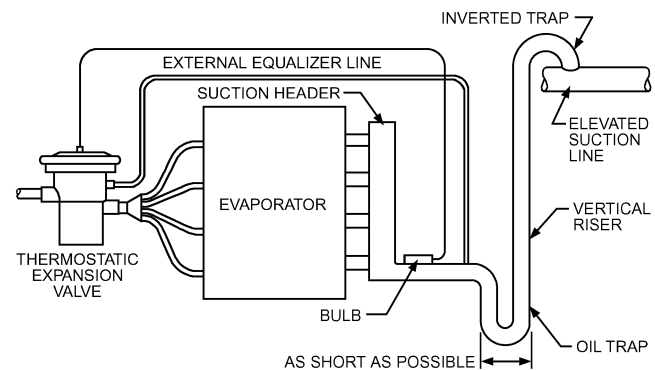 INVERTED TRAP
EXTERNAL EQUALIZER LINE
SUCTION HEADER
ELEVATED
SUCTION
LINE
EVAPORATOR
VERTICAL
RISER
THERMOSTATIC
EXPANSION
VALVE
BULB
OIL TRAP
AS SHORT AS POSSIBLE